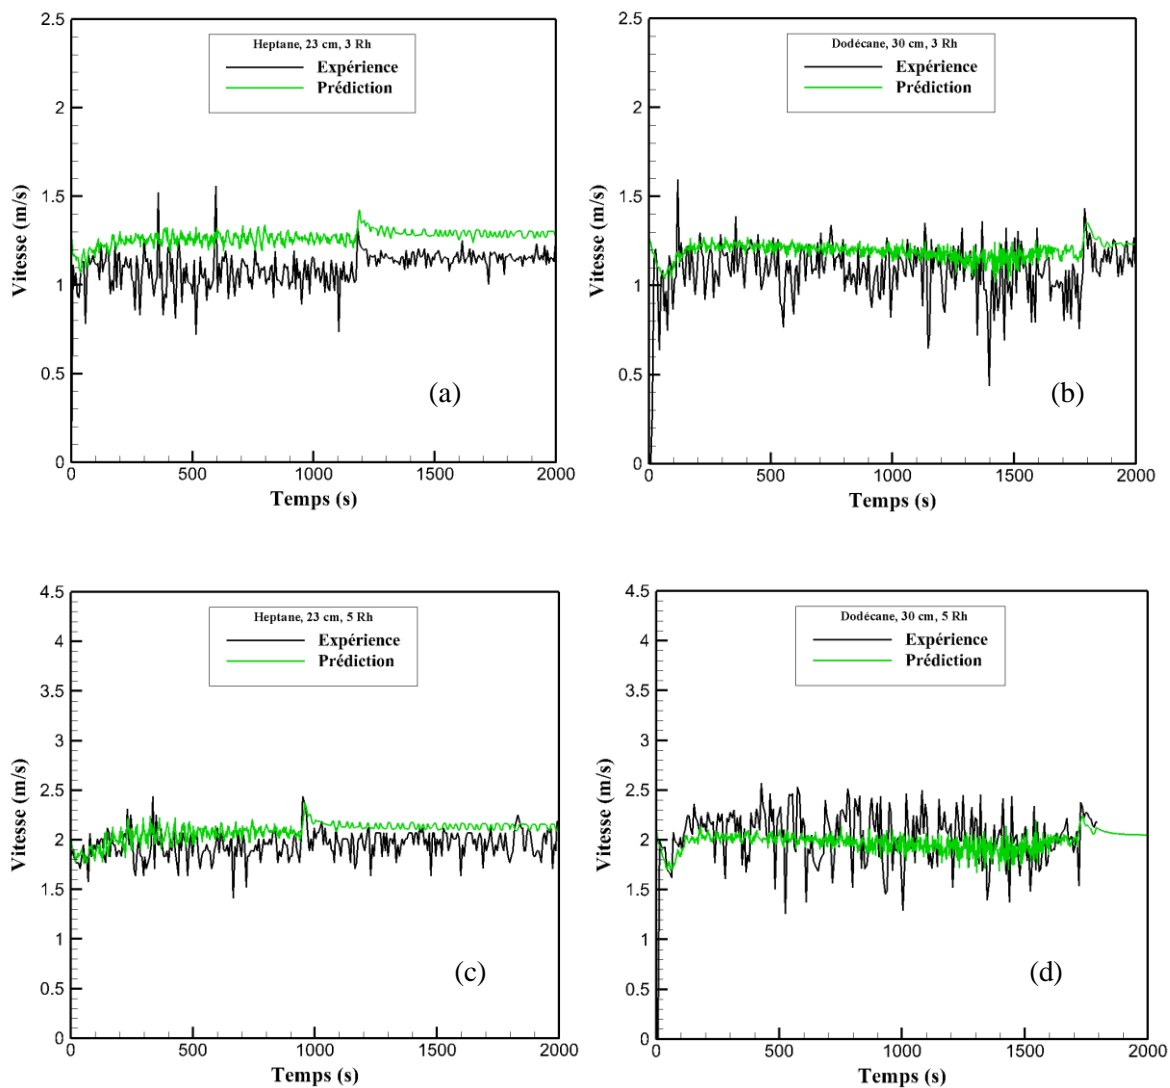 Heptane, 23 cm, 3 Rh
Expérience
Prédiction
Vitesse (m/s)
2.5
2
1.5
1
0.5
0
0 500 1000 1500 2000
Temps (s)
(a)
Dodécane, 30 cm, 3 Rh
Expérience
Prédiction
Vitesse (m/s)
2.5
2
1.5
1
0.5
0
0 500 1000 1500 2000
Temps (s)
(b)
Heptane, 23 cm, 5 Rh
Expérience
Prédiction
Vitesse (m/s)
4.5
4
3.5
3
2.5
2
1.5
1
0.5
0
0 500 1000 1500 2000
Temps (s)
(c)
Dodécane, 30 cm, 5 Rh
Expérience
Prédiction
Vitesse (m/s)
4.5
4
3.5
3
2.5
2
1.5
1
0.5
0
0 500 1000 1500 2000
Temps (s)
(d)